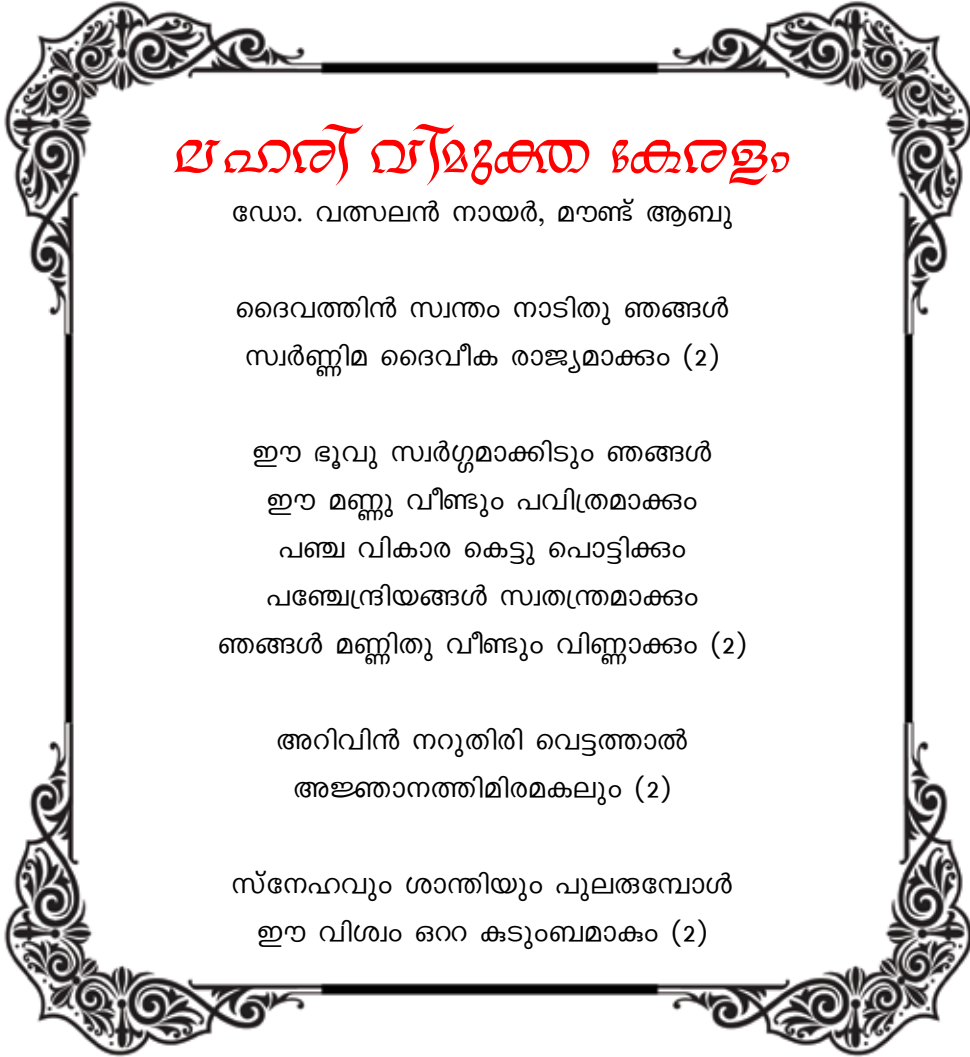 ലഹരി വിമുക്ത കേരളം
ഡോ. വത്സലൻ നായർ, മൗണ്ട് ആബു
ദൈവത്തിൻ സ്വന്തം നാടിതു ഞങ്ങൾ
സ്വർണ്ണിമ ദൈവീക രാജ്യമാക്കും (2)
ഈ ഭൂവു സ്വർഗ്ഗമാക്കിടും ഞങ്ങൾ
ഈ മണ്ണു വീണ്ടും പവിത്രമാക്കും
പഞ്ച വികാര കെട്ടു പൊട്ടിക്കും
പഞ്ചേന്ദ്രിയങ്ങൾ സ്വതന്ത്രമാക്കും
ഞങ്ങൾ മണ്ണിതു വീണ്ടും വിണ്ണാക്കും (2)
അറിവിൻ നറുതിരി വെട്ടത്താൽ
അജ്ഞാനത്തിമിരമകലും (2)
സ്നേഹവും ശാന്തിയും പുലരുമ്പോൾ
ഈ വിശ്വം ഒററ കുടുംബമാകും (2)